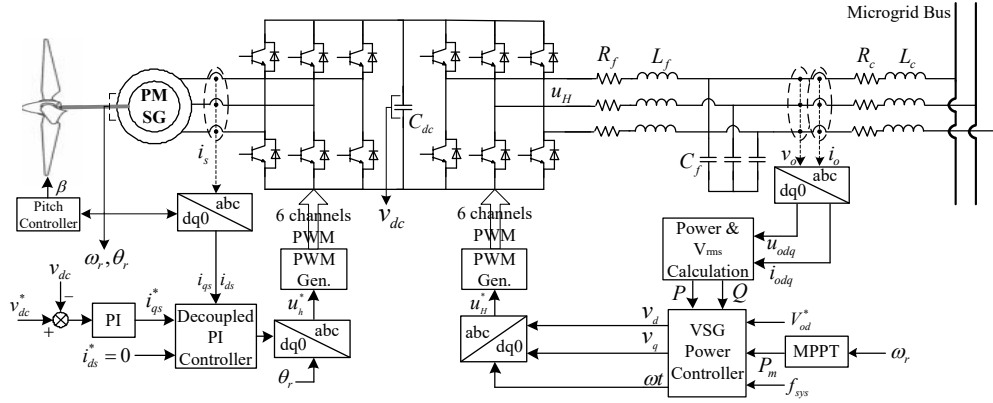 Microgrid Bus
PM
SG
i_s
C_dc
v_dc
u_H
R_f
L_f
C_f
v_o
i_o
R_c
L_c
abc
dq0
β
Pitch
Controller
ω_r, θ_r
abc
dq0
6 channels
PWM
PWM
Gen.
6 channels
PWM
PWM
Gen.
Power &
V_rms
Calculation
u_odq
i_odq
v_dc
v*_dc
−
+
PI
i*_qs
i*_ds = 0
i_qs
i_ds
Decoupled
PI
Controller
u*_h
abc
dq0
θ_r
u*_H
abc
dq0
v_d
v_q
ωt
P
Q
VSG
Power
Controller
V*_od
P_m
MPPT
ω_r
f_sys